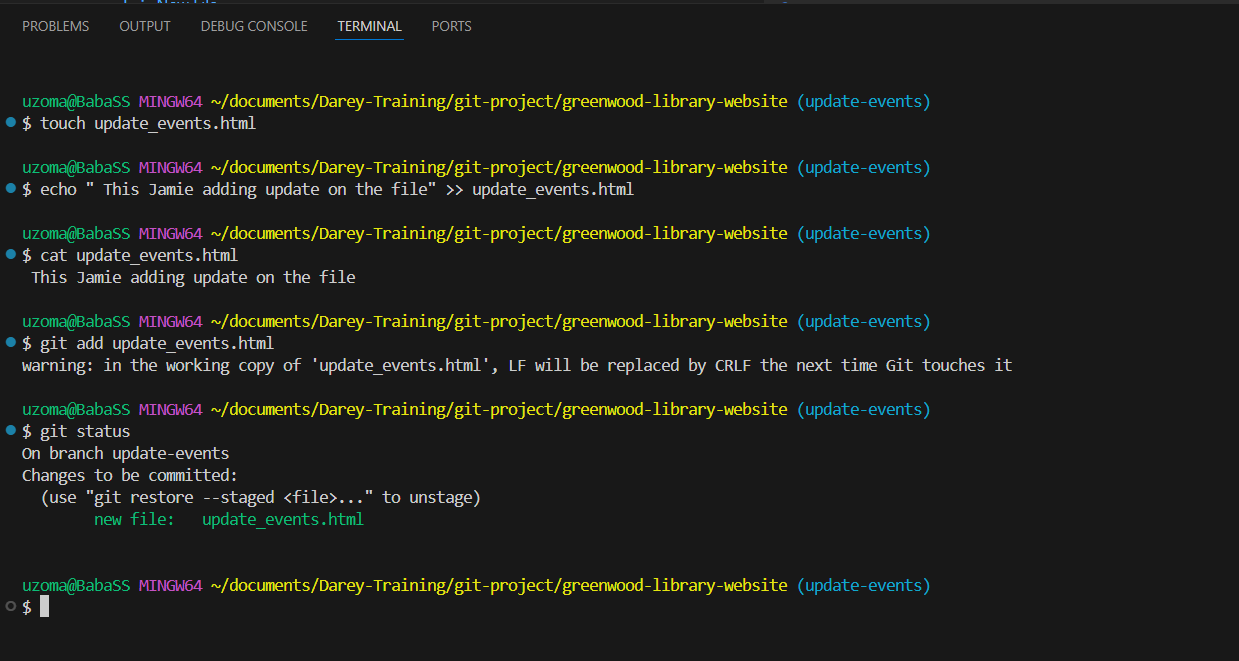 PROBLEMS OUTPUT DEBUG CONSOLE TERMINAL PORTS
uzoma@BabaSS MINGW64 ~/documents/Darey-Training/git-project/greenwood-library-website (update-events)
$ touch update_events.html
uzoma@BabaSS MINGW64 ~/documents/Darey-Training/git-project/greenwood-library-website (update-events)
$ echo " This Jamie adding update on the file" >> update_events.html
uzoma@BabaSS MINGW64 ~/documents/Darey-Training/git-project/greenwood-library-website (update-events)
$ cat update_events.html
This Jamie adding update on the file
uzoma@BabaSS MINGW64 ~/documents/Darey-Training/git-project/greenwood-library-website (update-events)
$ git add update_events.html
warning: in the working copy of 'update_events.html', LF will be replaced by CRLF the next time Git touches it
uzoma@BabaSS MINGW64 ~/documents/Darey-Training/git-project/greenwood-library-website (update-events)
$ git status
On branch update-events
Changes to be committed:
(use "git restore --staged <file>..." to unstage)
new file: update_events.html
uzoma@BabaSS MINGW64 ~/documents/Darey-Training/git-project/greenwood-library-website (update-events)
$